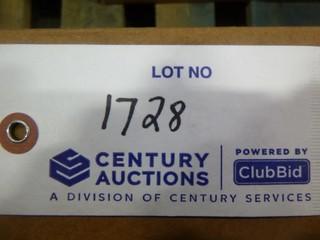 LOT NO
1728
CENTURY AUCTIONS
POWERED BY
ClubBid
A DIVISION OF CENTURY SERVICES